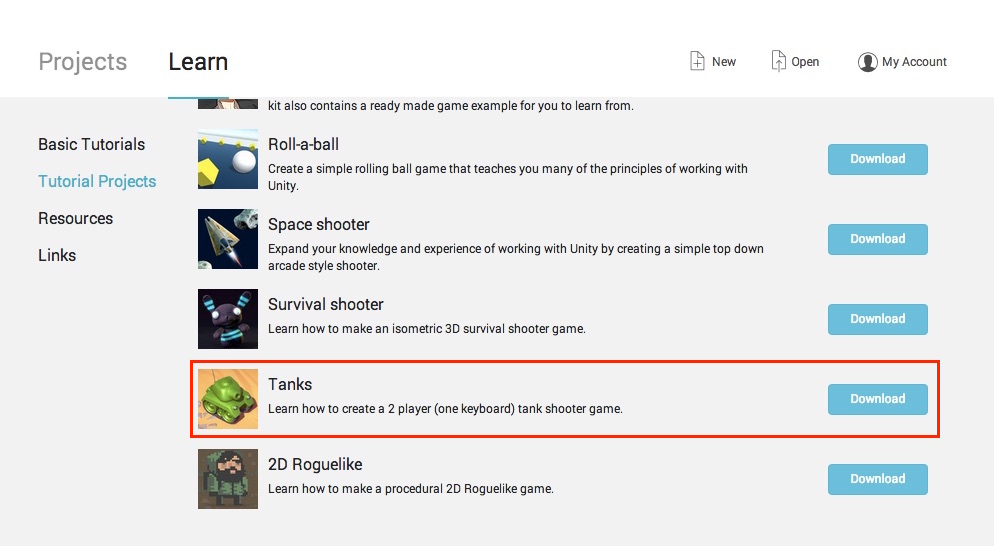 Projects
Learn
New
Open
My Account
Basic Tutorials
Tutorial Projects
Resources
Links
kit also contains a ready made game example for you to learn from.
Roll-a-ball
Create a simple rolling ball game that teaches you many of the principles of working with
Unity.
Download
Space shooter
Expand your knowledge and experience of working with Unity by creating a simple top down
arcade style shooter.
Download
Survival shooter
Learn how to make an isometric 3D survival shooter game.
Download
Tanks
Learn how to create a 2 player (one keyboard) tank shooter game.
Download
2D Roguelike
Learn how to make a procedural 2D Roguelike game.
Download